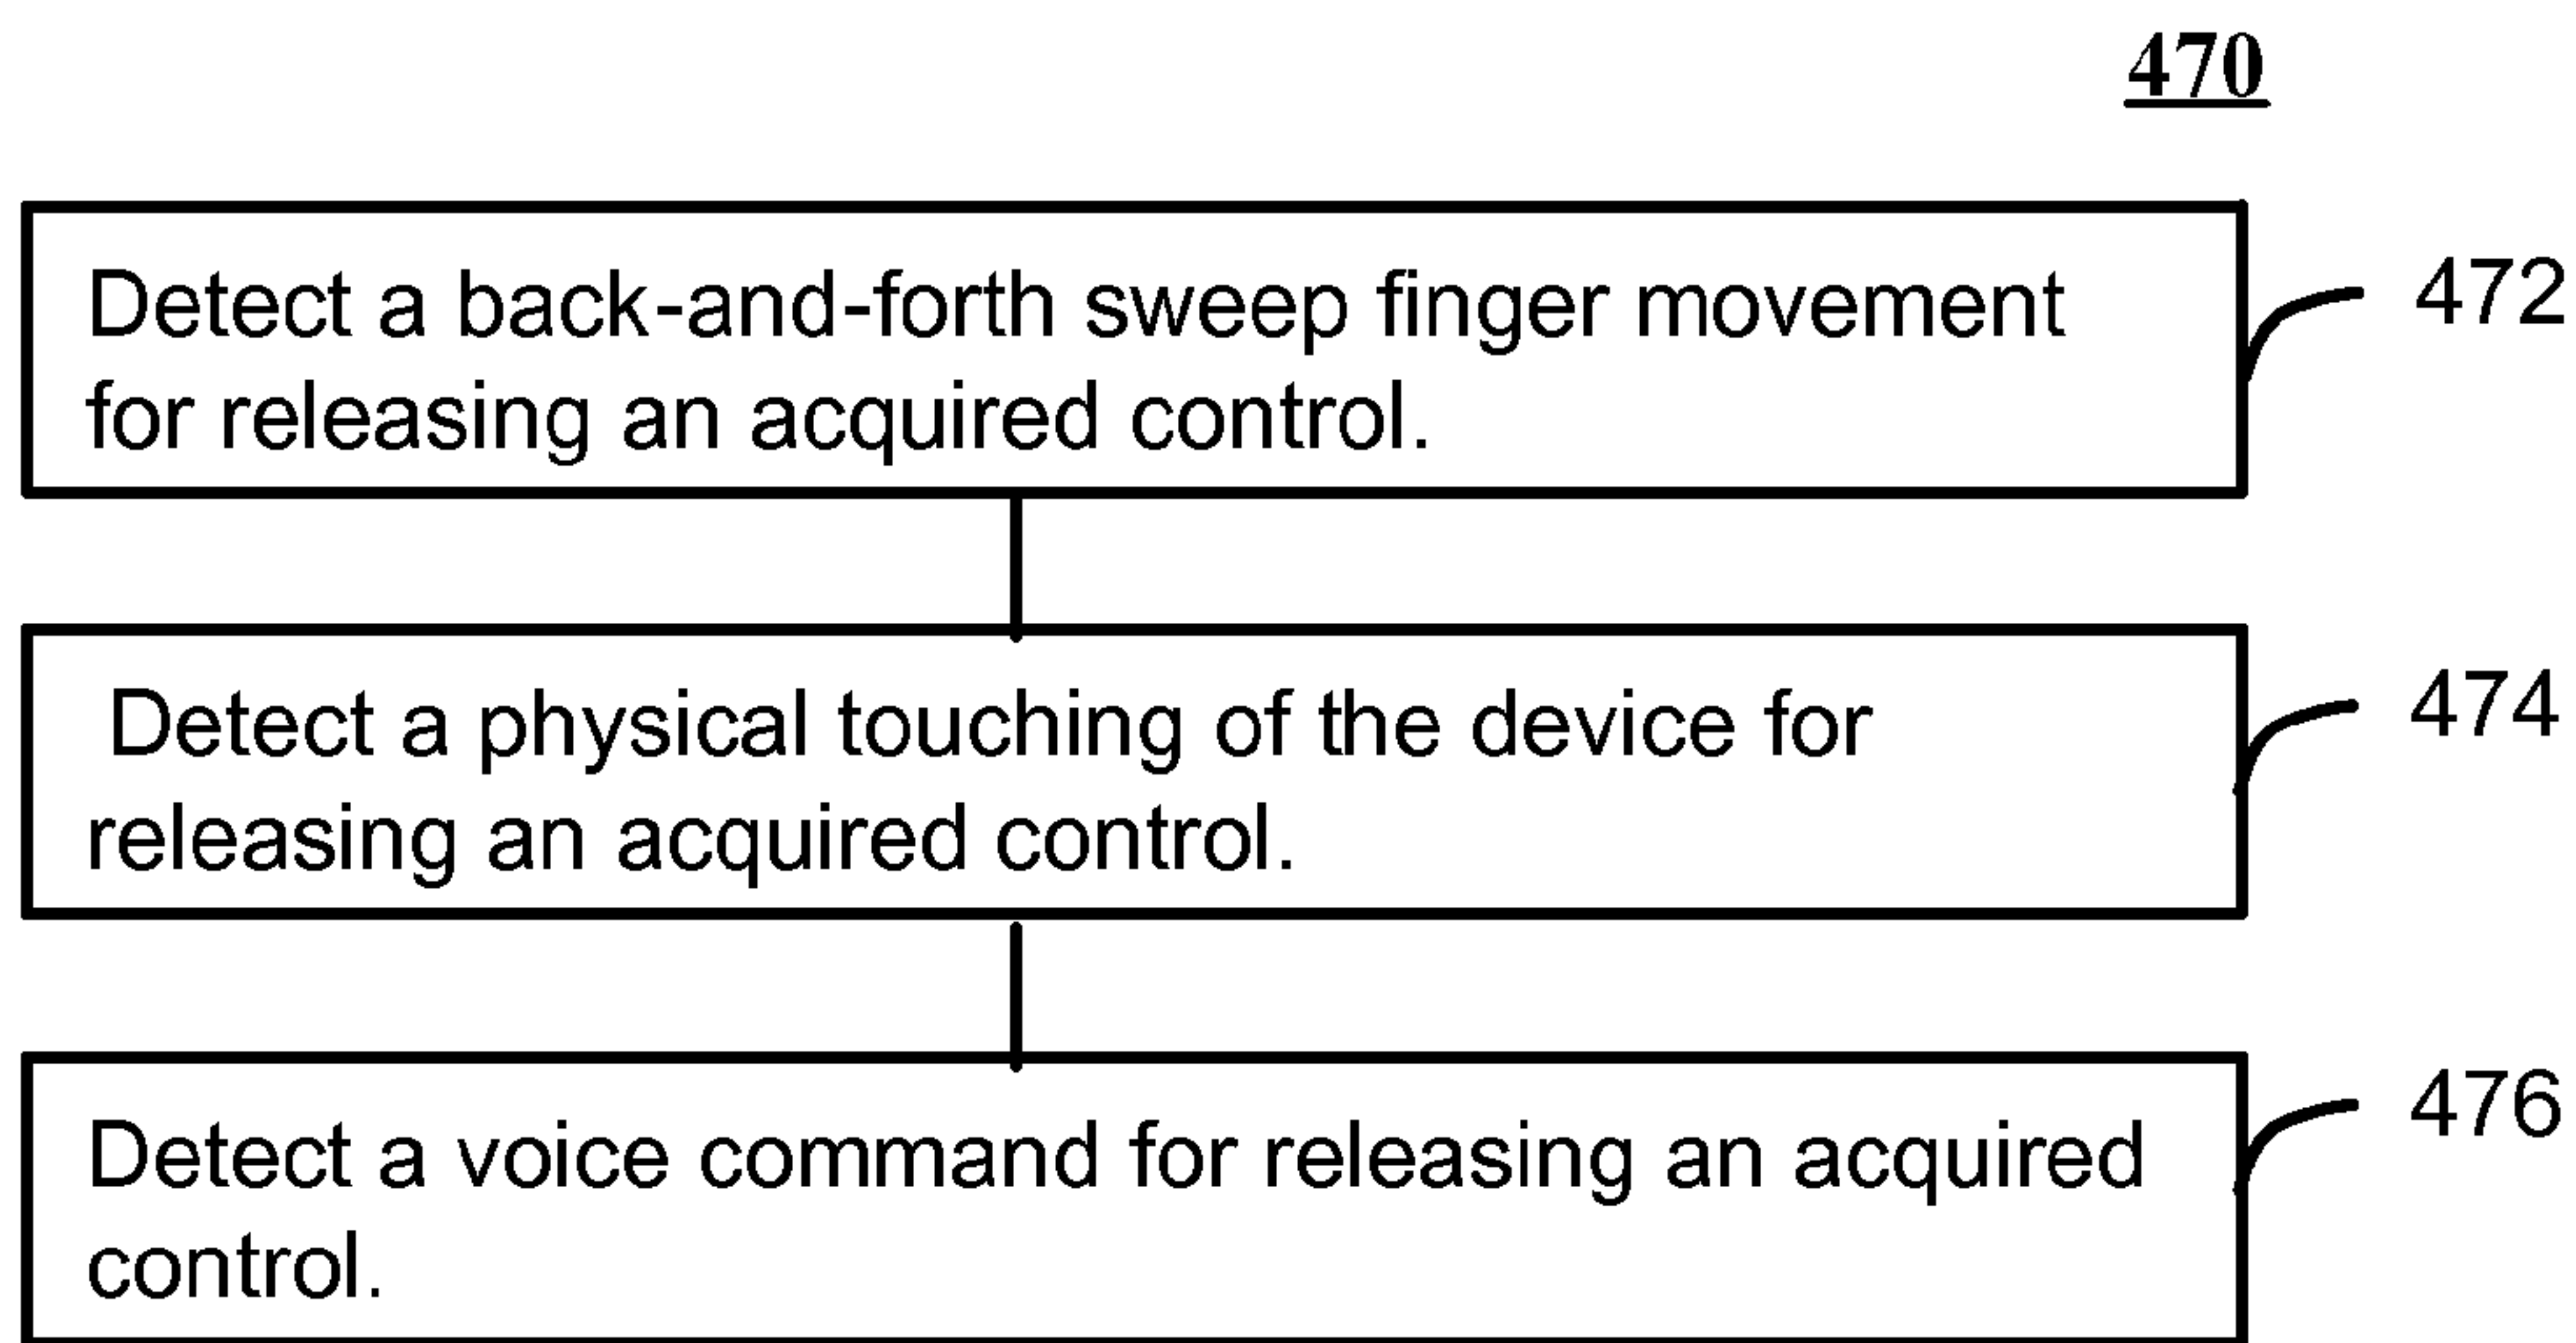 470
Detect a back-and-forth sweep finger movement
for releasing an acquired control.
472
Detect a physical touching of the device for
releasing an acquired control.
474
Detect a voice command for releasing an acquired
control.
476